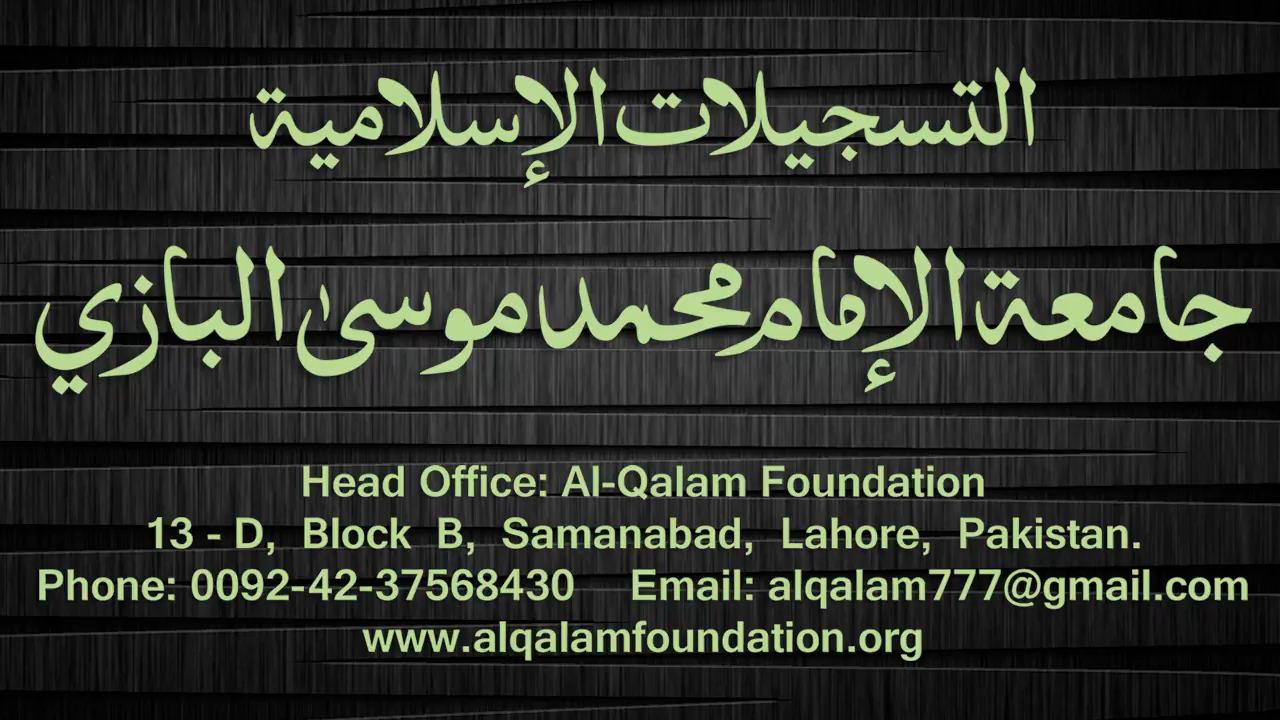 التسجيلات الإسلامية
جامعة الإمام محمد موسىٰ البازي
Head Office: Al-Qalam Foundation
13 - D, Block B, Samanabad, Lahore, Pakistan.
Phone: 0092-42-37568430 Email: alqalam777@gmail.com
www.alqalamfoundation.org